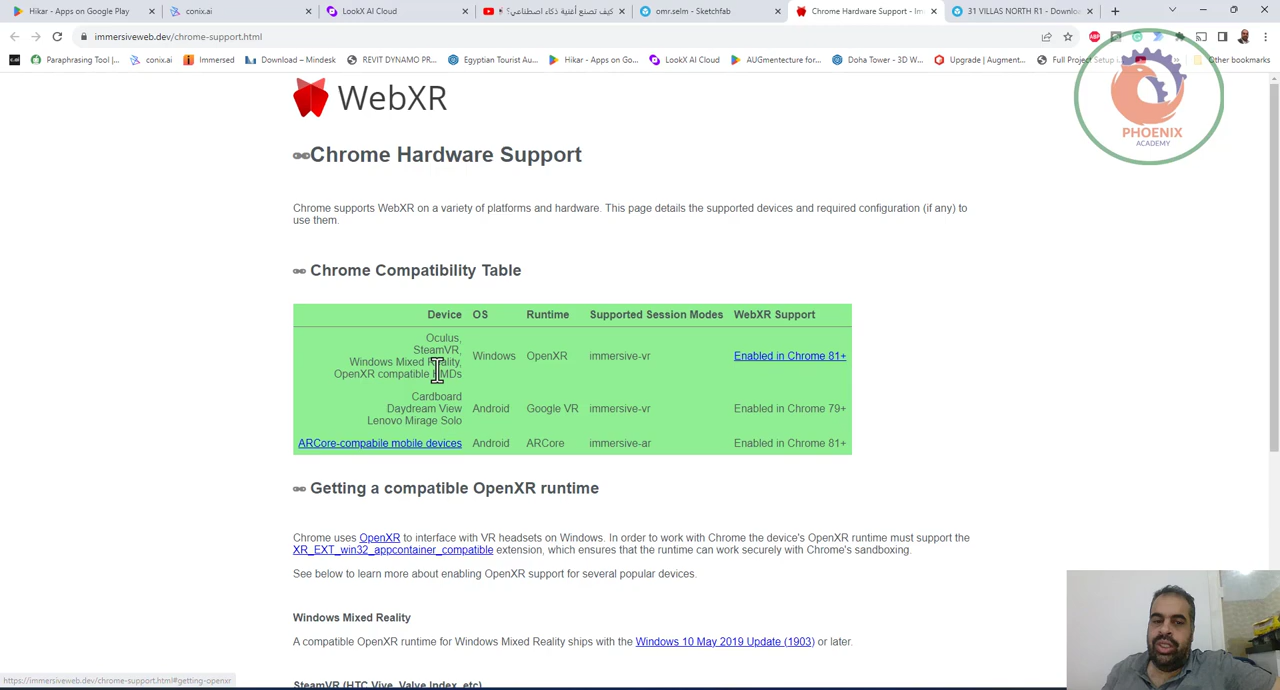 Hikar - Apps on Google Play
conix.ai
LookX AI Cloud
كيف تصنع أغنية ذكاء اصطناعي؟
omr.selm - Sketchfab
Chrome Hardware Support - Im
31 VILLAS NORTH R1 - Downloa
immersiveweb.dev/chrome-support.html
Paraphrasing Tool |...
conix.ai
Immersed
Download – Mindesk
REVIT DYNAMO PR...
Egyptian Tourist Au...
Hikar - Apps on Go...
LookX AI Cloud
AUGmentecture for...
Doha Tower - 3D W...
Upgrade | Augment...
Full Project Setup
Other bookmarks
PHOENIX
ACADEMY
WebXR
Chrome Hardware Support
Chrome supports WebXR on a variety of platforms and hardware. This page details the supported devices and required configuration (if any) to
use them.
Chrome Compatibility Table
Device OS Runtime Supported Session Modes WebXR Support
Oculus,
SteamVR,
Windows Mixed Reality,
OpenXR compatible HMDs
Windows OpenXR immersive-vr Enabled in Chrome 81+
Cardboard
Daydream View
Lenovo Mirage Solo
Android Google VR immersive-vr Enabled in Chrome 79+
ARCore-compabile mobile devices Android ARCore immersive-ar Enabled in Chrome 81+
Getting a compatible OpenXR runtime
Chrome uses OpenXR to interface with VR headsets on Windows. In order to work with Chrome the device's OpenXR runtime must support the
XR_EXT_win32_appcontainer_compatible extension, which ensures that the runtime can work securely with Chrome's sandboxing.
See below to learn more about enabling OpenXR support for several popular devices.
Windows Mixed Reality
A compatible OpenXR runtime for Windows Mixed Reality ships with the Windows 10 May 2019 Update (1903) or later.
SteamVR (HTC Vive, Valve Index, etc)
https://immersiveweb.dev/chrome-support.html#getting-openxr